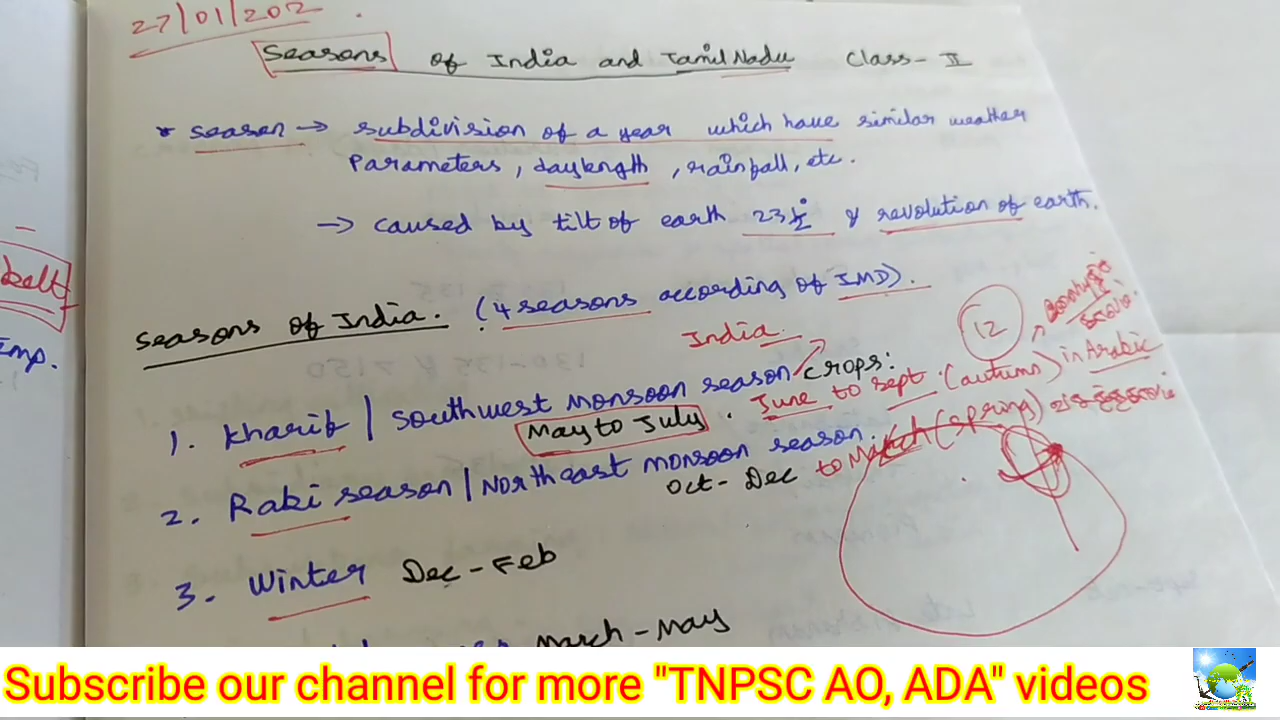 27/01/202
Seasons of India and Tamil Nadu Class - II
* season → subdivision of a year which have similar weather
Parameters, daylength, rainfall, etc.
→ caused by tilt of earth 23½° & revolution of earth.
kelty
Imp.
Seasons of India. (4 seasons according of IMD).
India
12
1. Kharif | Southwest monsoon season crops:
May to July. June to sept. (autumn) in Arabic
2. Rabi season | Northeast monsoon season.
Oct - Dec to March (spring)
3. Winter Dec - Feb
March - May
Subscribe our channel for more "TNPSC AO, ADA" videos